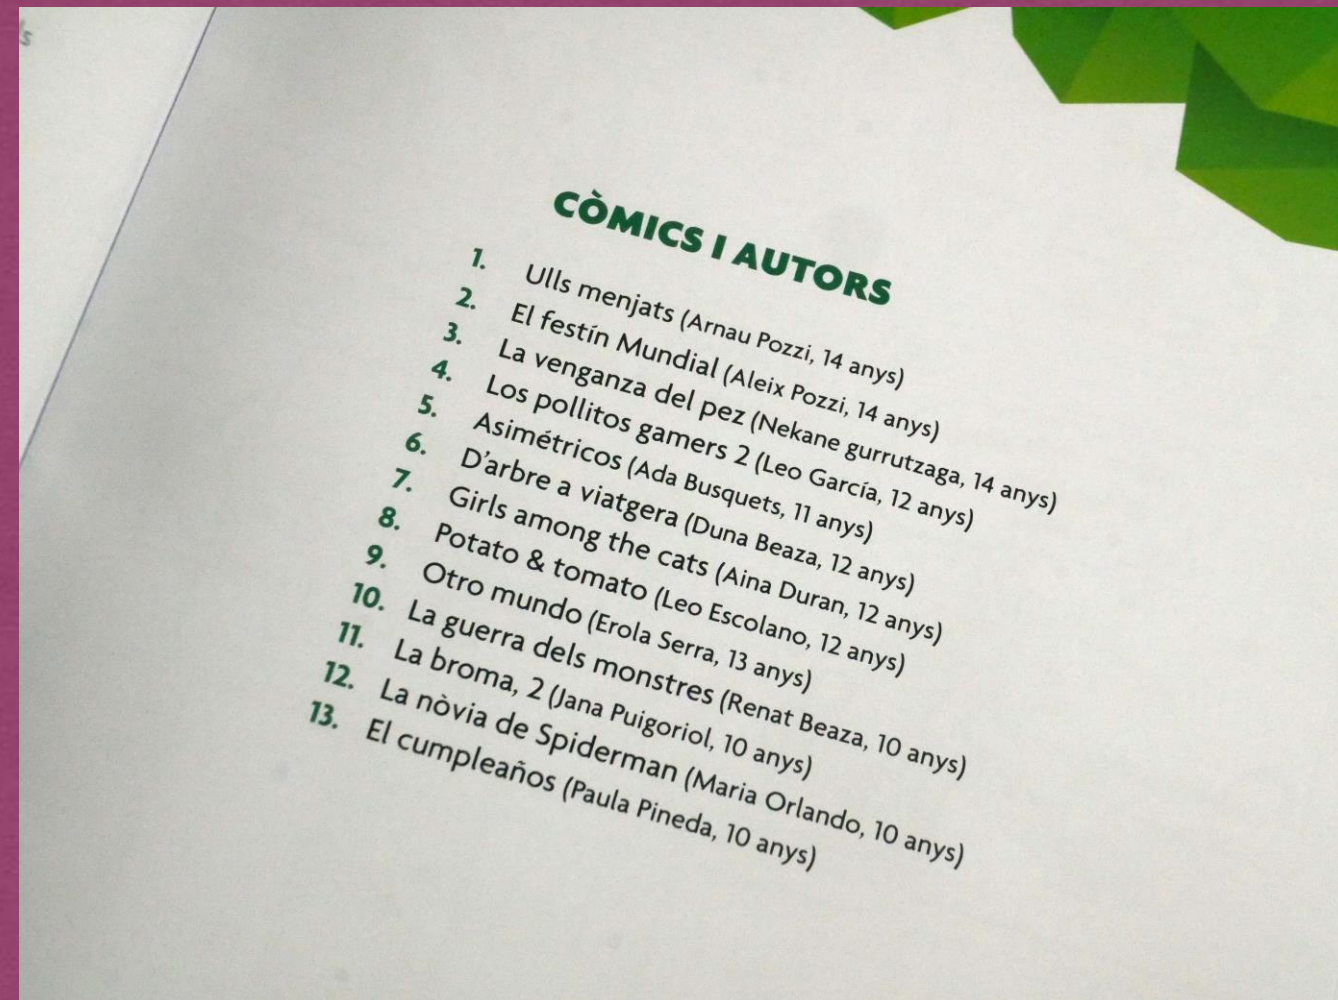 CÒMICS I AUTORS
1. Ulls menjats (Arnau Pozzi, 14 anys)
2. El festín Mundial (Aleix Pozzi, 14 anys)
3. La venganza del pez (Nekane gurrutzaga, 14 anys)
4. Los pollitos gamers 2 (Leo García, 12 anys)
5. Asimétricos (Ada Busquets, 11 anys)
6. D'arbre a viatgera (Duna Beaza, 12 anys)
7. Girls among the cats (Aina Duran, 12 anys)
8. Potato & tomato (Leo Escolano, 12 anys)
9. Otro mundo (Erola Serra, 13 anys)
10. La guerra dels monstres (Renat Beaza, 10 anys)
11. La broma, 2 (Jana Puigoriol, 10 anys)
12. La nòvia de Spiderman (Maria Orlando, 10 anys)
13. El cumpleaños (Paula Pineda, 10 anys)